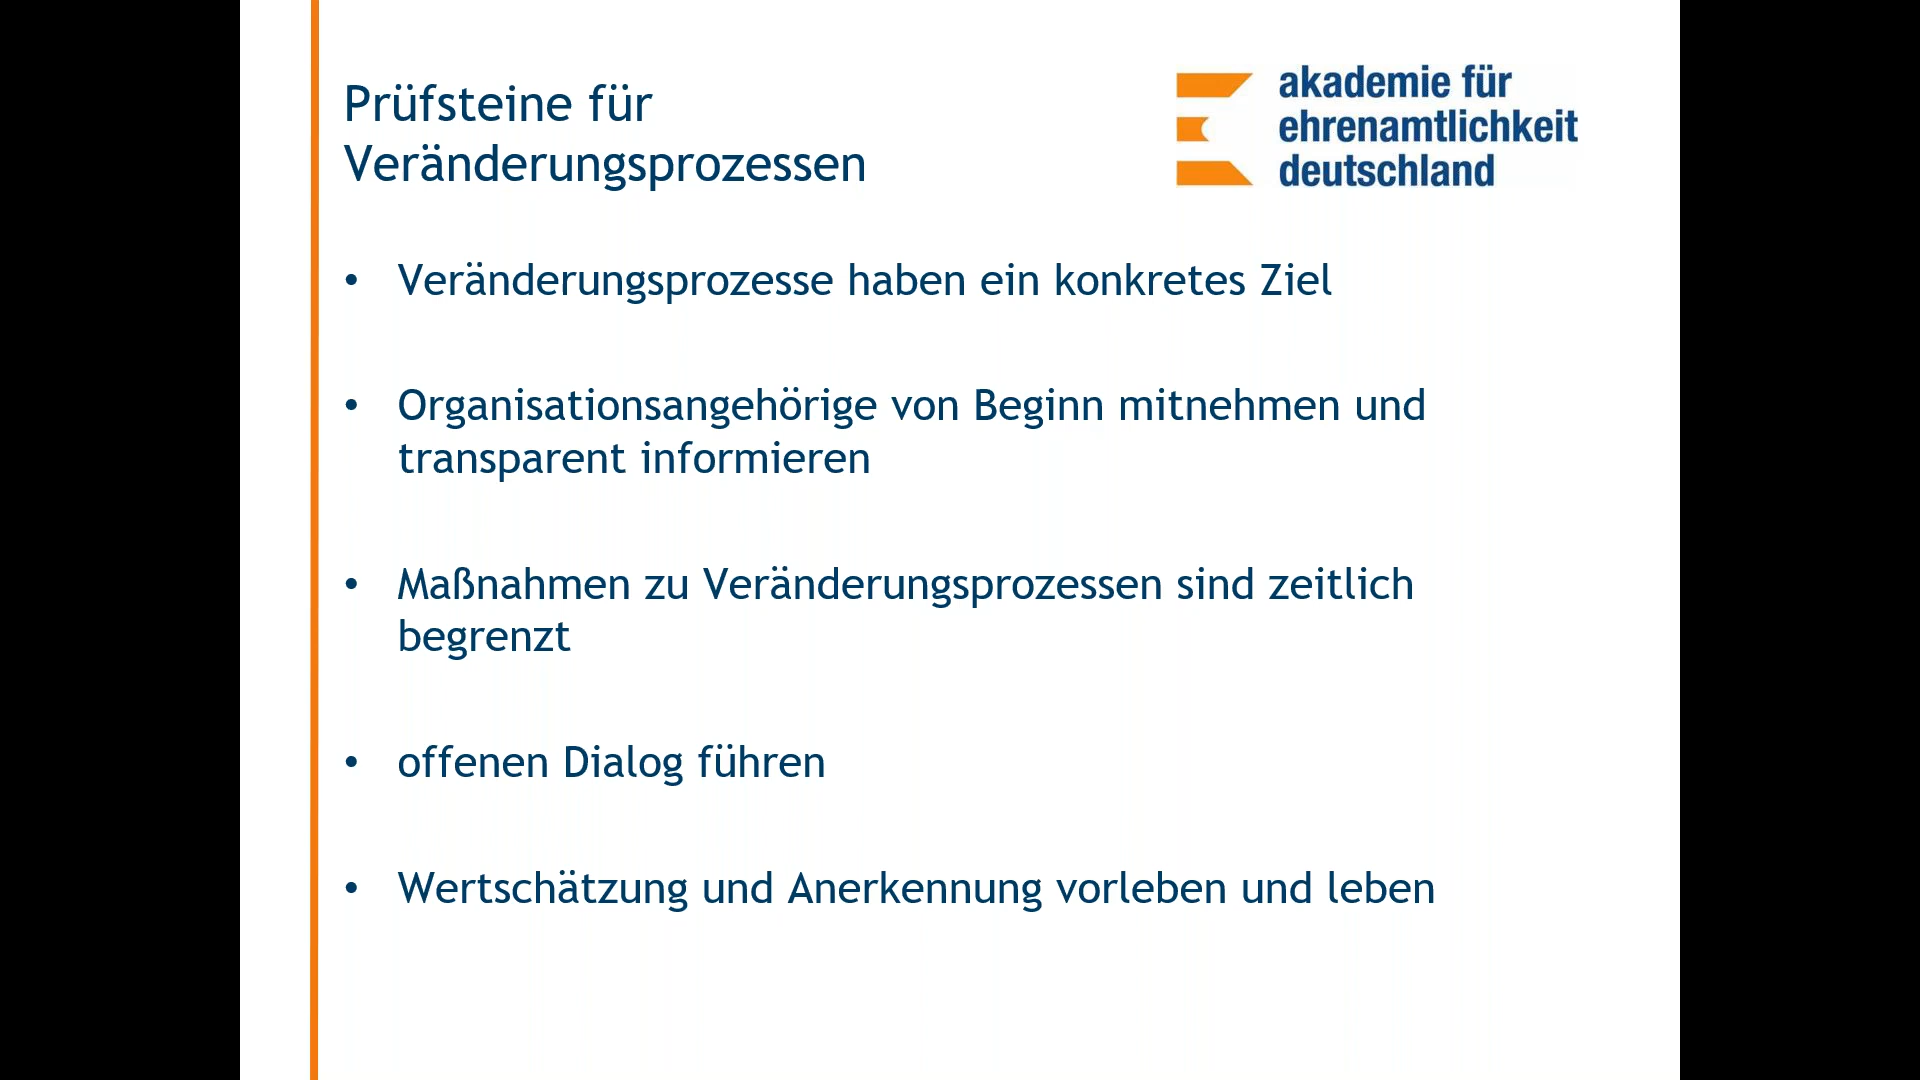 Prüfsteine für
Veränderungsprozessen
akademie für
ehrenamtlichkeit
deutschland
• Veränderungsprozesse haben ein konkretes Ziel
• Organisationsangehörige von Beginn mitnehmen und
transparent informieren
• Maßnahmen zu Veränderungsprozessen sind zeitlich
begrenzt
• offenen Dialog führen
• Wertschätzung und Anerkennung vorleben und leben